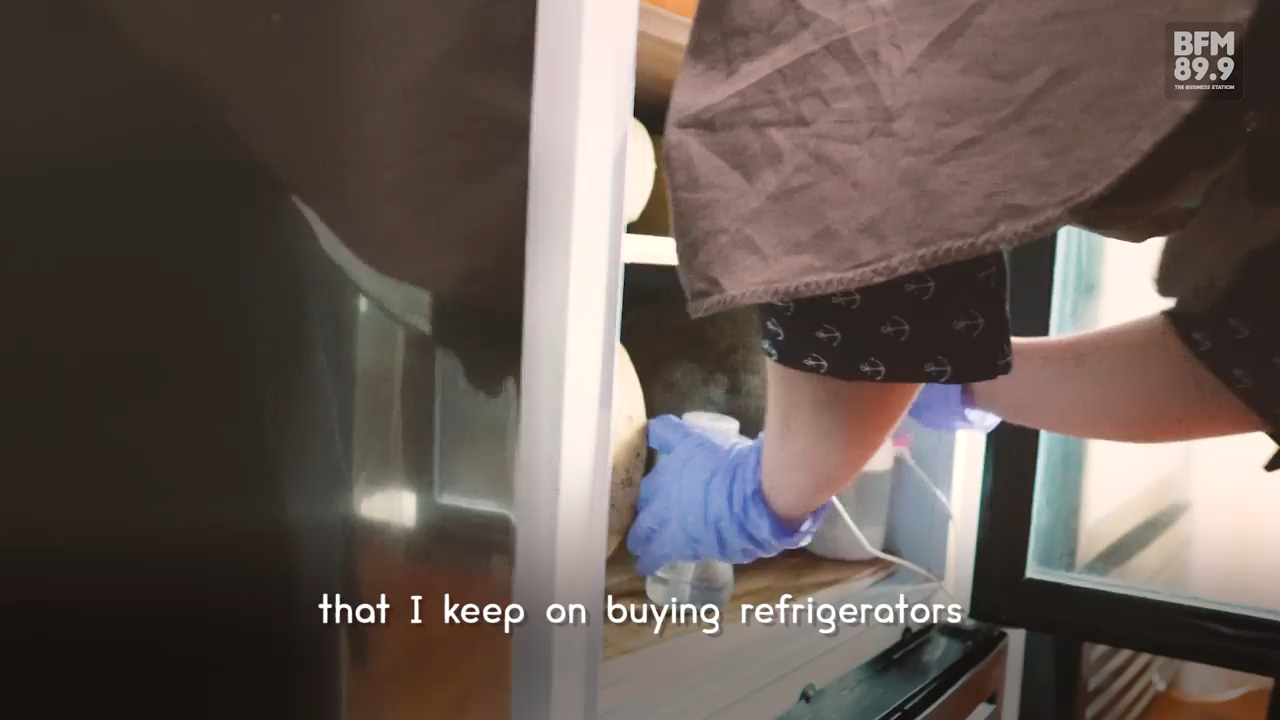 BFM
89.9
THE BUSINESS STATION
that I keep on buying refrigerators